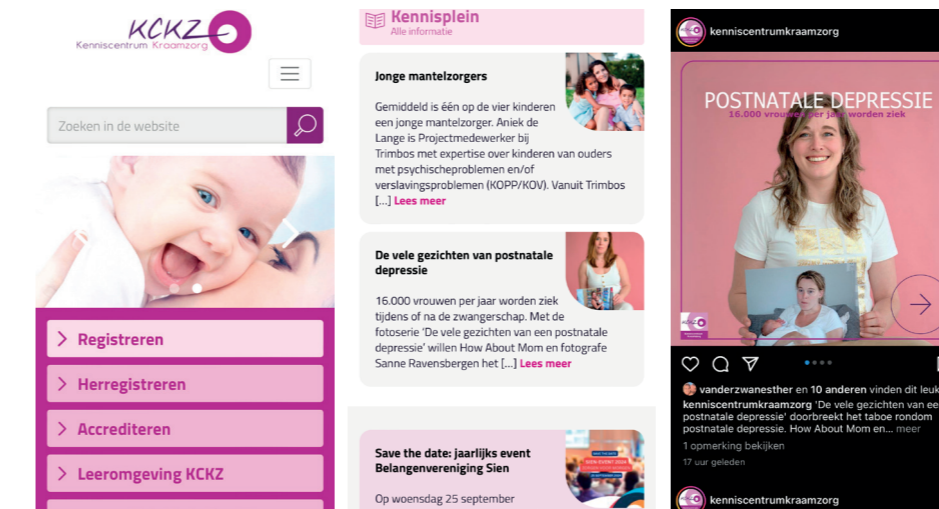 KCKZ
Kenniscentrum Kraamzorg
Zoeken in de website
Registreren
Herregistreren
Accrediteren
Leeromgeving KCKZ
Kennisplein
Alle informatie
Jonge mantelzorgers
Gemiddeld is één op de vier kinderen
een jonge mantelzorger. Aniek de
Lange is Projectmedewerker bij
Trimbos met expertise over kinderen van ouders
met psychischeproblemen en/of
verslavingsproblemen (KOPP/KOV). Vanuit Trimbos
[...] Lees meer
De vele gezichten van postnatale
depressie
16.000 vrouwen per jaar worden ziek
tijdens of na de zwangerschap. Met de
fotoserie 'De vele gezichten van een postnatale
depressie' willen How About Mom en fotografe
Sanne Ravensbergen het [...] Lees meer
Save the date: jaarlijks event
Belangenvereniging Sien
Op woensdag 25 september
kenniscentrumkraamzorg
POSTNATALE DEPRESSIE
16.000 vrouwen per jaar worden ziek
KCKZ
vanderzwanesther en 10 anderen vinden dit leuk
kenniscentrumkraamzorg 'De vele gezichten van ee
postnatale depressie' doorbreekt het taboe rondom
postnatale depressie. How About Mom en... meer
1 opmerking bekijken
17 uur geleden
kenniscentrumkraamzorg